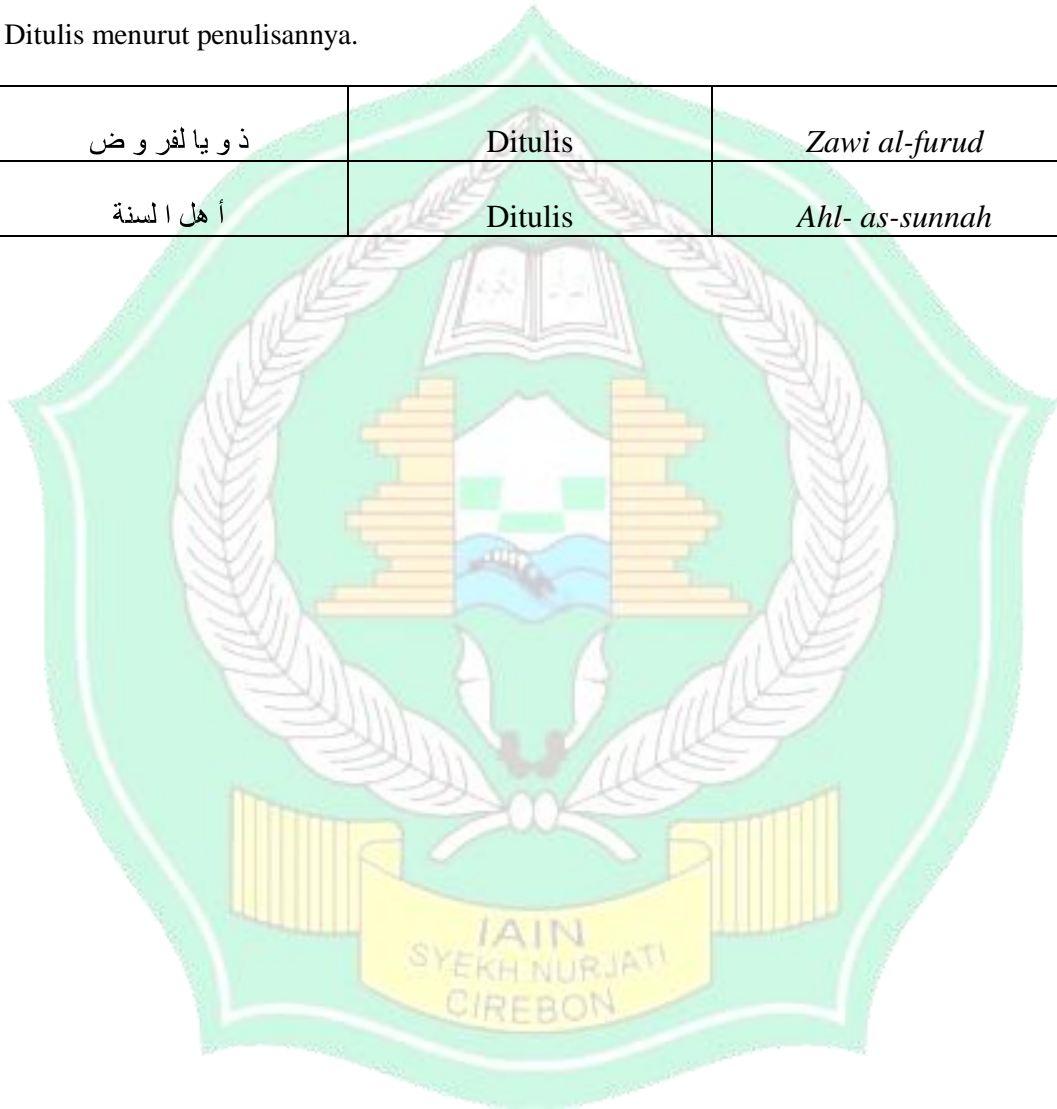 Ditulis menurut penulisannya.
ذ و يا لفر و ض Ditulis Zawi al-furud
أ هل ا لسنة Ditulis Ahl- as-sunnah
IAIN
SYEKH NURJATI
CIREBON